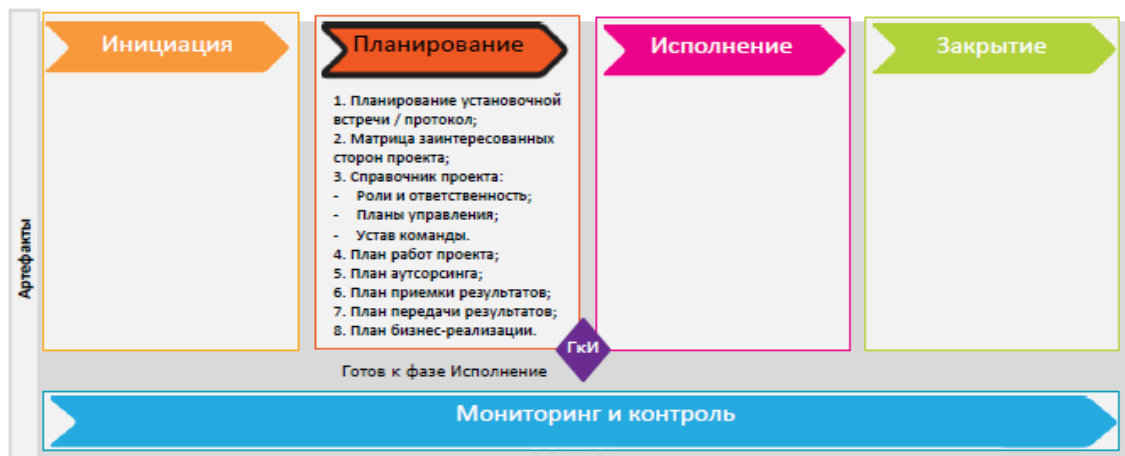 Инициация
Планирование
Исполнение
Закрытие
1. Планирование установочной
встречи / протокол;
2. Матрица заинтересованных
сторон проекта;
3. Справочник проекта:
- Роли и ответственность;
- Планы управления;
- Устав команды.
4. План работ проекта;
5. План аутсорсинга;
6. План приемки результатов;
7. План передачи результатов;
8. План бизнес-реализации.
Артефакты
ГкИ
Готов к фазе Исполнение
Мониторинг и контроль